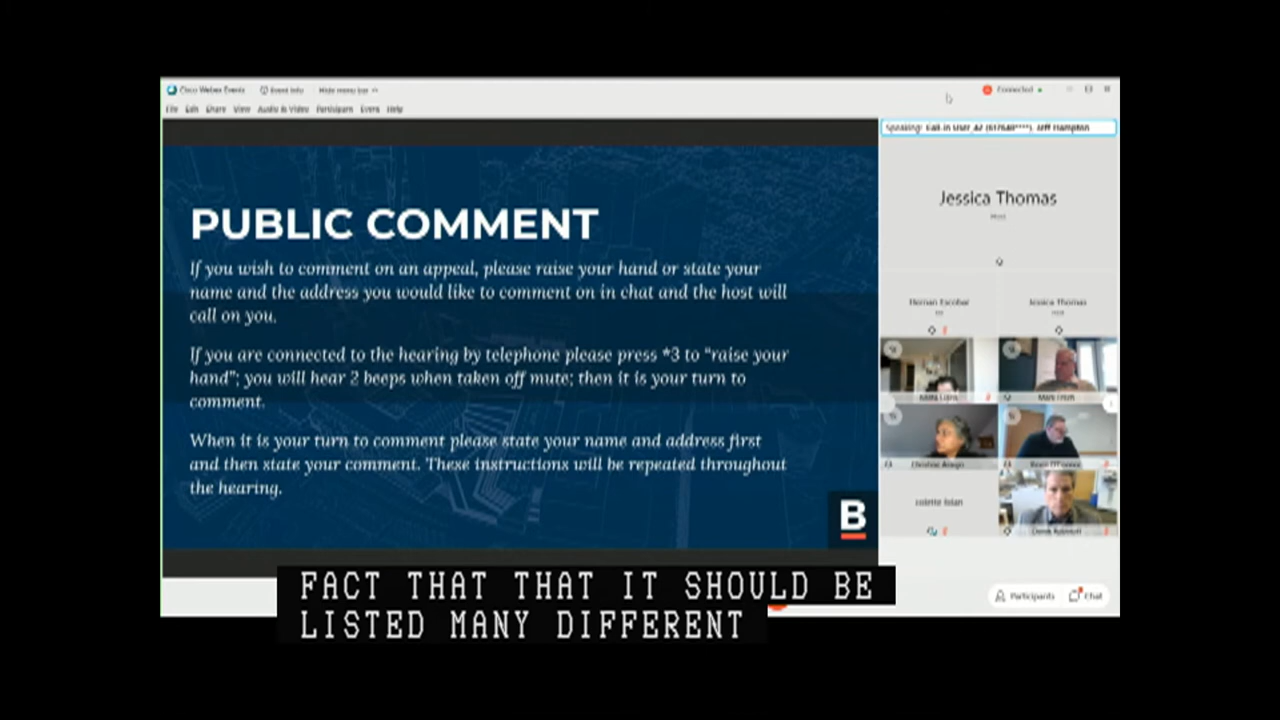 Cisco Webex Events Event Info Hide menu bar Connected
File Edit Share View Audio & Video Participant Event Help
Speaking: Jeff Hampton
Jessica Thomas
PUBLIC COMMENT
If you wish to comment on an appeal, please raise your hand or state your
name and the address you would like to comment on in chat and the host will
call on you.
Hernan Escobar Jessica Thomas
If you are connected to the hearing by telephone please press *3 to "raise your
hand"; you will hear 2 beeps when taken off mute; then it is your turn to
comment.
When it is your turn to comment please state your name and address first
and then state your comment. These instructions will be repeated throughout
the hearing.
B
Participants Chat
FACT THAT THAT IT SHOULD BE
LISTED MANY DIFFERENT